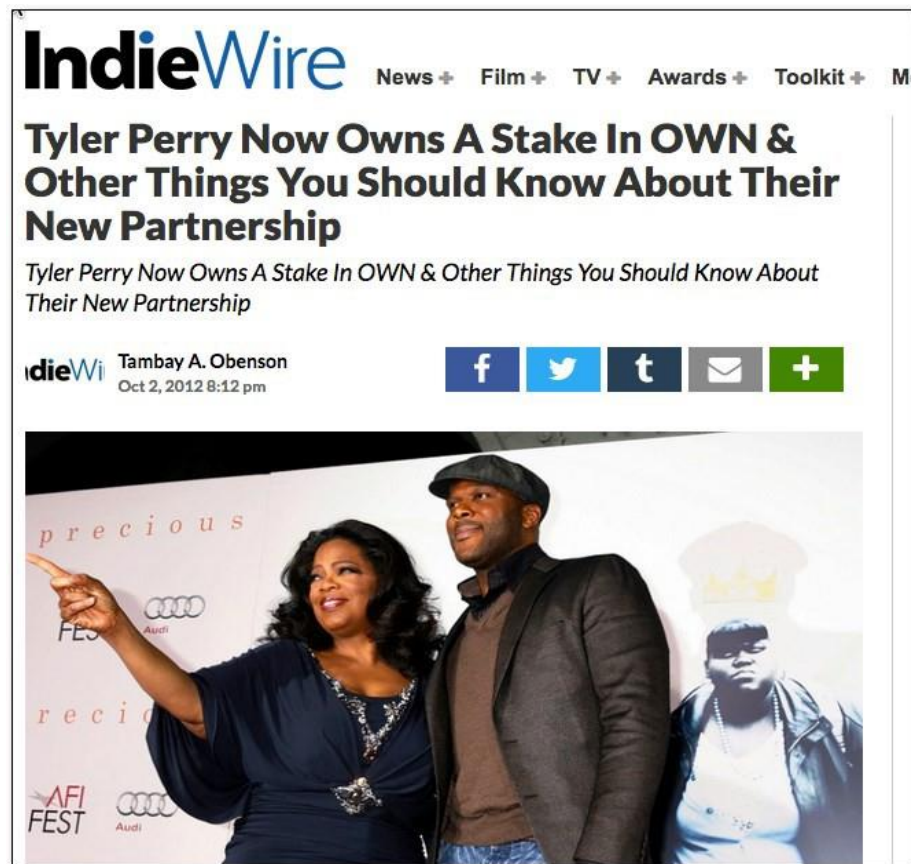 IndieWire
News + Film + TV + Awards + Toolkit + M
Tyler Perry Now Owns A Stake In OWN &
Other Things You Should Know About Their
New Partnership
Tyler Perry Now Owns A Stake In OWN & Other Things You Should Know About
Their New Partnership
dieWi
Tambay A. Obenson
Oct 2, 2012 8:12 pm
f t +
precious
FES
Audi
reci
AFI
FEST
Audi